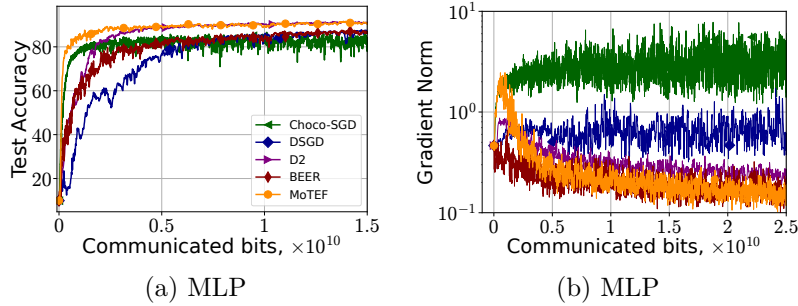 Test Accuracy
80
60
40
20
Choco-SGD
DSGD
D2
BEER
MoTEF
0 0.5 1 1.5
Communicated bits, ×10^10
(a) MLP
Gradient Norm
10^1
10^0
10^−1
0 0.5 1.0 1.5 2.0 2.5
Communicated bits, ×10^10
(b) MLP